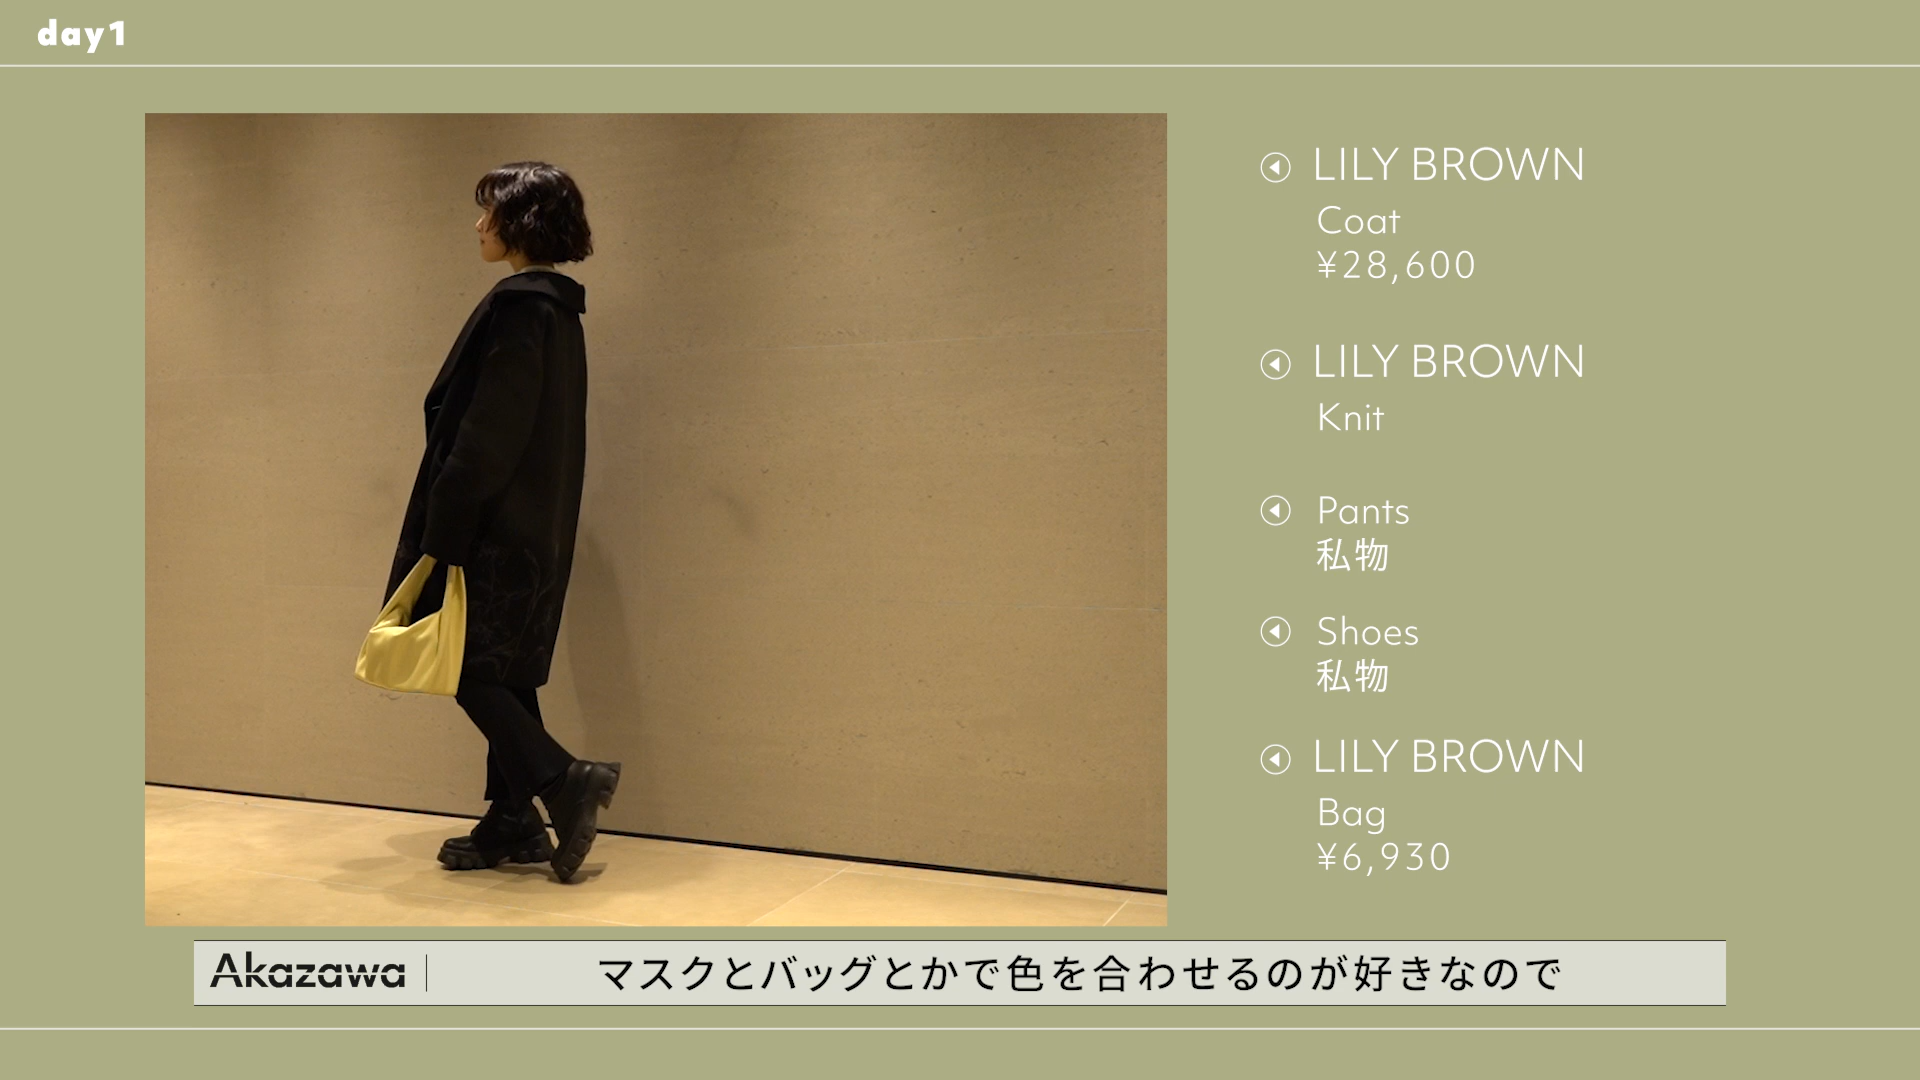 day1
LILY BROWN
Coat
¥28,600
LILY BROWN
Knit
Pants
私物
Shoes
私物
LILY BROWN
Bag
¥6,930
Akazawa
マスクとバッグとかで色を合わせるのが好きなので